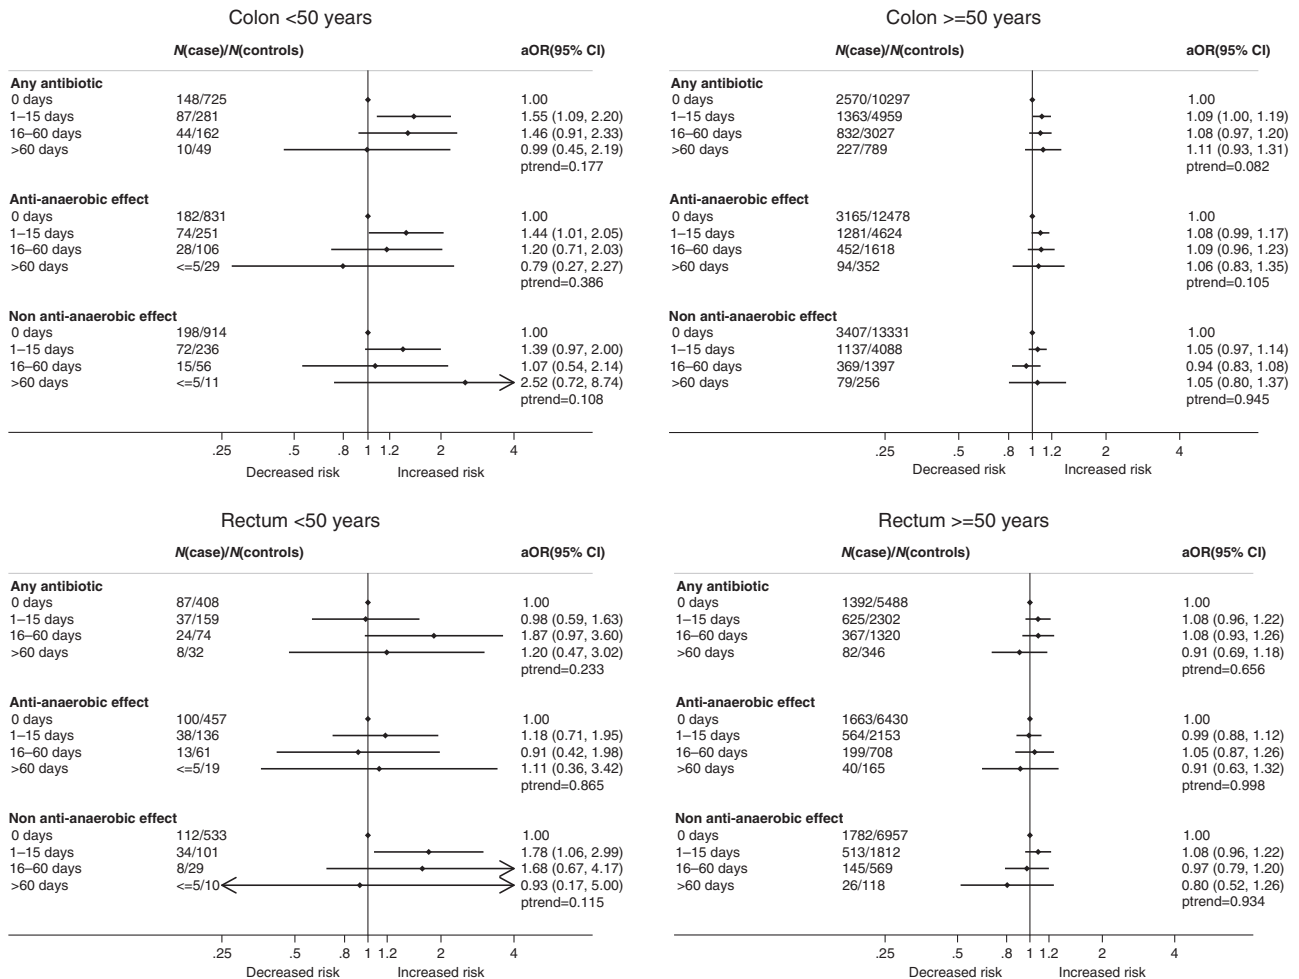 Colon <50 years
N(case)/N(controls) aOR(95% CI)
Any antibiotic
0 days 148/725 1.00
1–15 days 87/281 1.55 (1.09, 2.20)
16–60 days 44/162 1.46 (0.91, 2.33)
>60 days 10/49 0.99 (0.45, 2.19)
ptrend=0.177
Anti-anaerobic effect
0 days 182/831 1.00
1–15 days 74/251 1.44 (1.01, 2.05)
16–60 days 28/106 1.20 (0.71, 2.03)
>60 days <=5/29 0.79 (0.27, 2.27)
ptrend=0.386
Non anti-anaerobic effect
0 days 198/914 1.00
1–15 days 72/236 1.39 (0.97, 2.00)
16–60 days 15/56 1.07 (0.54, 2.14)
>60 days <=5/11 2.52 (0.72, 8.74)
ptrend=0.108
.25 .5 .8 1 1.2 2 4
Decreased risk Increased risk
Colon >=50 years
N(case)/N(controls) aOR(95% CI)
Any antibiotic
0 days 2570/10297 1.00
1–15 days 1363/4959 1.09 (1.00, 1.19)
16–60 days 832/3027 1.08 (0.97, 1.20)
>60 days 227/789 1.11 (0.93, 1.31)
ptrend=0.082
Anti-anaerobic effect
0 days 3165/12478 1.00
1–15 days 1281/4624 1.08 (0.99, 1.17)
16–60 days 452/1618 1.09 (0.96, 1.23)
>60 days 94/352 1.06 (0.83, 1.35)
ptrend=0.105
Non anti-anaerobic effect
0 days 3407/13331 1.00
1–15 days 1137/4088 1.05 (0.97, 1.14)
16–60 days 369/1397 0.94 (0.83, 1.08)
>60 days 79/256 1.05 (0.80, 1.37)
ptrend=0.945
.25 .5 .8 1 1.2 2 4
Decreased risk Increased risk
Rectum <50 years
N(case)/N(controls) aOR(95% CI)
Any antibiotic
0 days 87/408 1.00
1–15 days 37/159 0.98 (0.59, 1.63)
16–60 days 24/74 1.87 (0.97, 3.60)
>60 days 8/32 1.20 (0.47, 3.02)
ptrend=0.233
Anti-anaerobic effect
0 days 100/457 1.00
1–15 days 38/136 1.18 (0.71, 1.95)
16–60 days 13/61 0.91 (0.42, 1.98)
>60 days <=5/19 1.11 (0.36, 3.42)
ptrend=0.865
Non anti-anaerobic effect
0 days 112/533 1.00
1–15 days 34/101 1.78 (1.06, 2.99)
16–60 days 8/29 1.68 (0.67, 4.17)
>60 days <=5/10 0.93 (0.17, 5.00)
ptrend=0.115
.25 .5 .8 1 1.2 2 4
Decreased risk Increased risk
Rectum >=50 years
N(case)/N(controls) aOR(95% CI)
Any antibiotic
0 days 1392/5488 1.00
1–15 days 625/2302 1.08 (0.96, 1.22)
16–60 days 367/1320 1.08 (0.93, 1.26)
>60 days 82/346 0.91 (0.69, 1.18)
ptrend=0.656
Anti-anaerobic effect
0 days 1663/6430 1.00
1–15 days 564/2153 0.99 (0.88, 1.12)
16–60 days 199/708 1.05 (0.87, 1.26)
>60 days 40/165 0.91 (0.63, 1.32)
ptrend=0.998
Non anti-anaerobic effect
0 days 1782/6957 1.00
1–15 days 513/1812 1.08 (0.96, 1.22)
16–60 days 145/569 0.97 (0.79, 1.20)
>60 days 26/118 0.80 (0.52, 1.26)
ptrend=0.934
.25 .5 .8 1 1.2 2 4
Decreased risk Increased risk